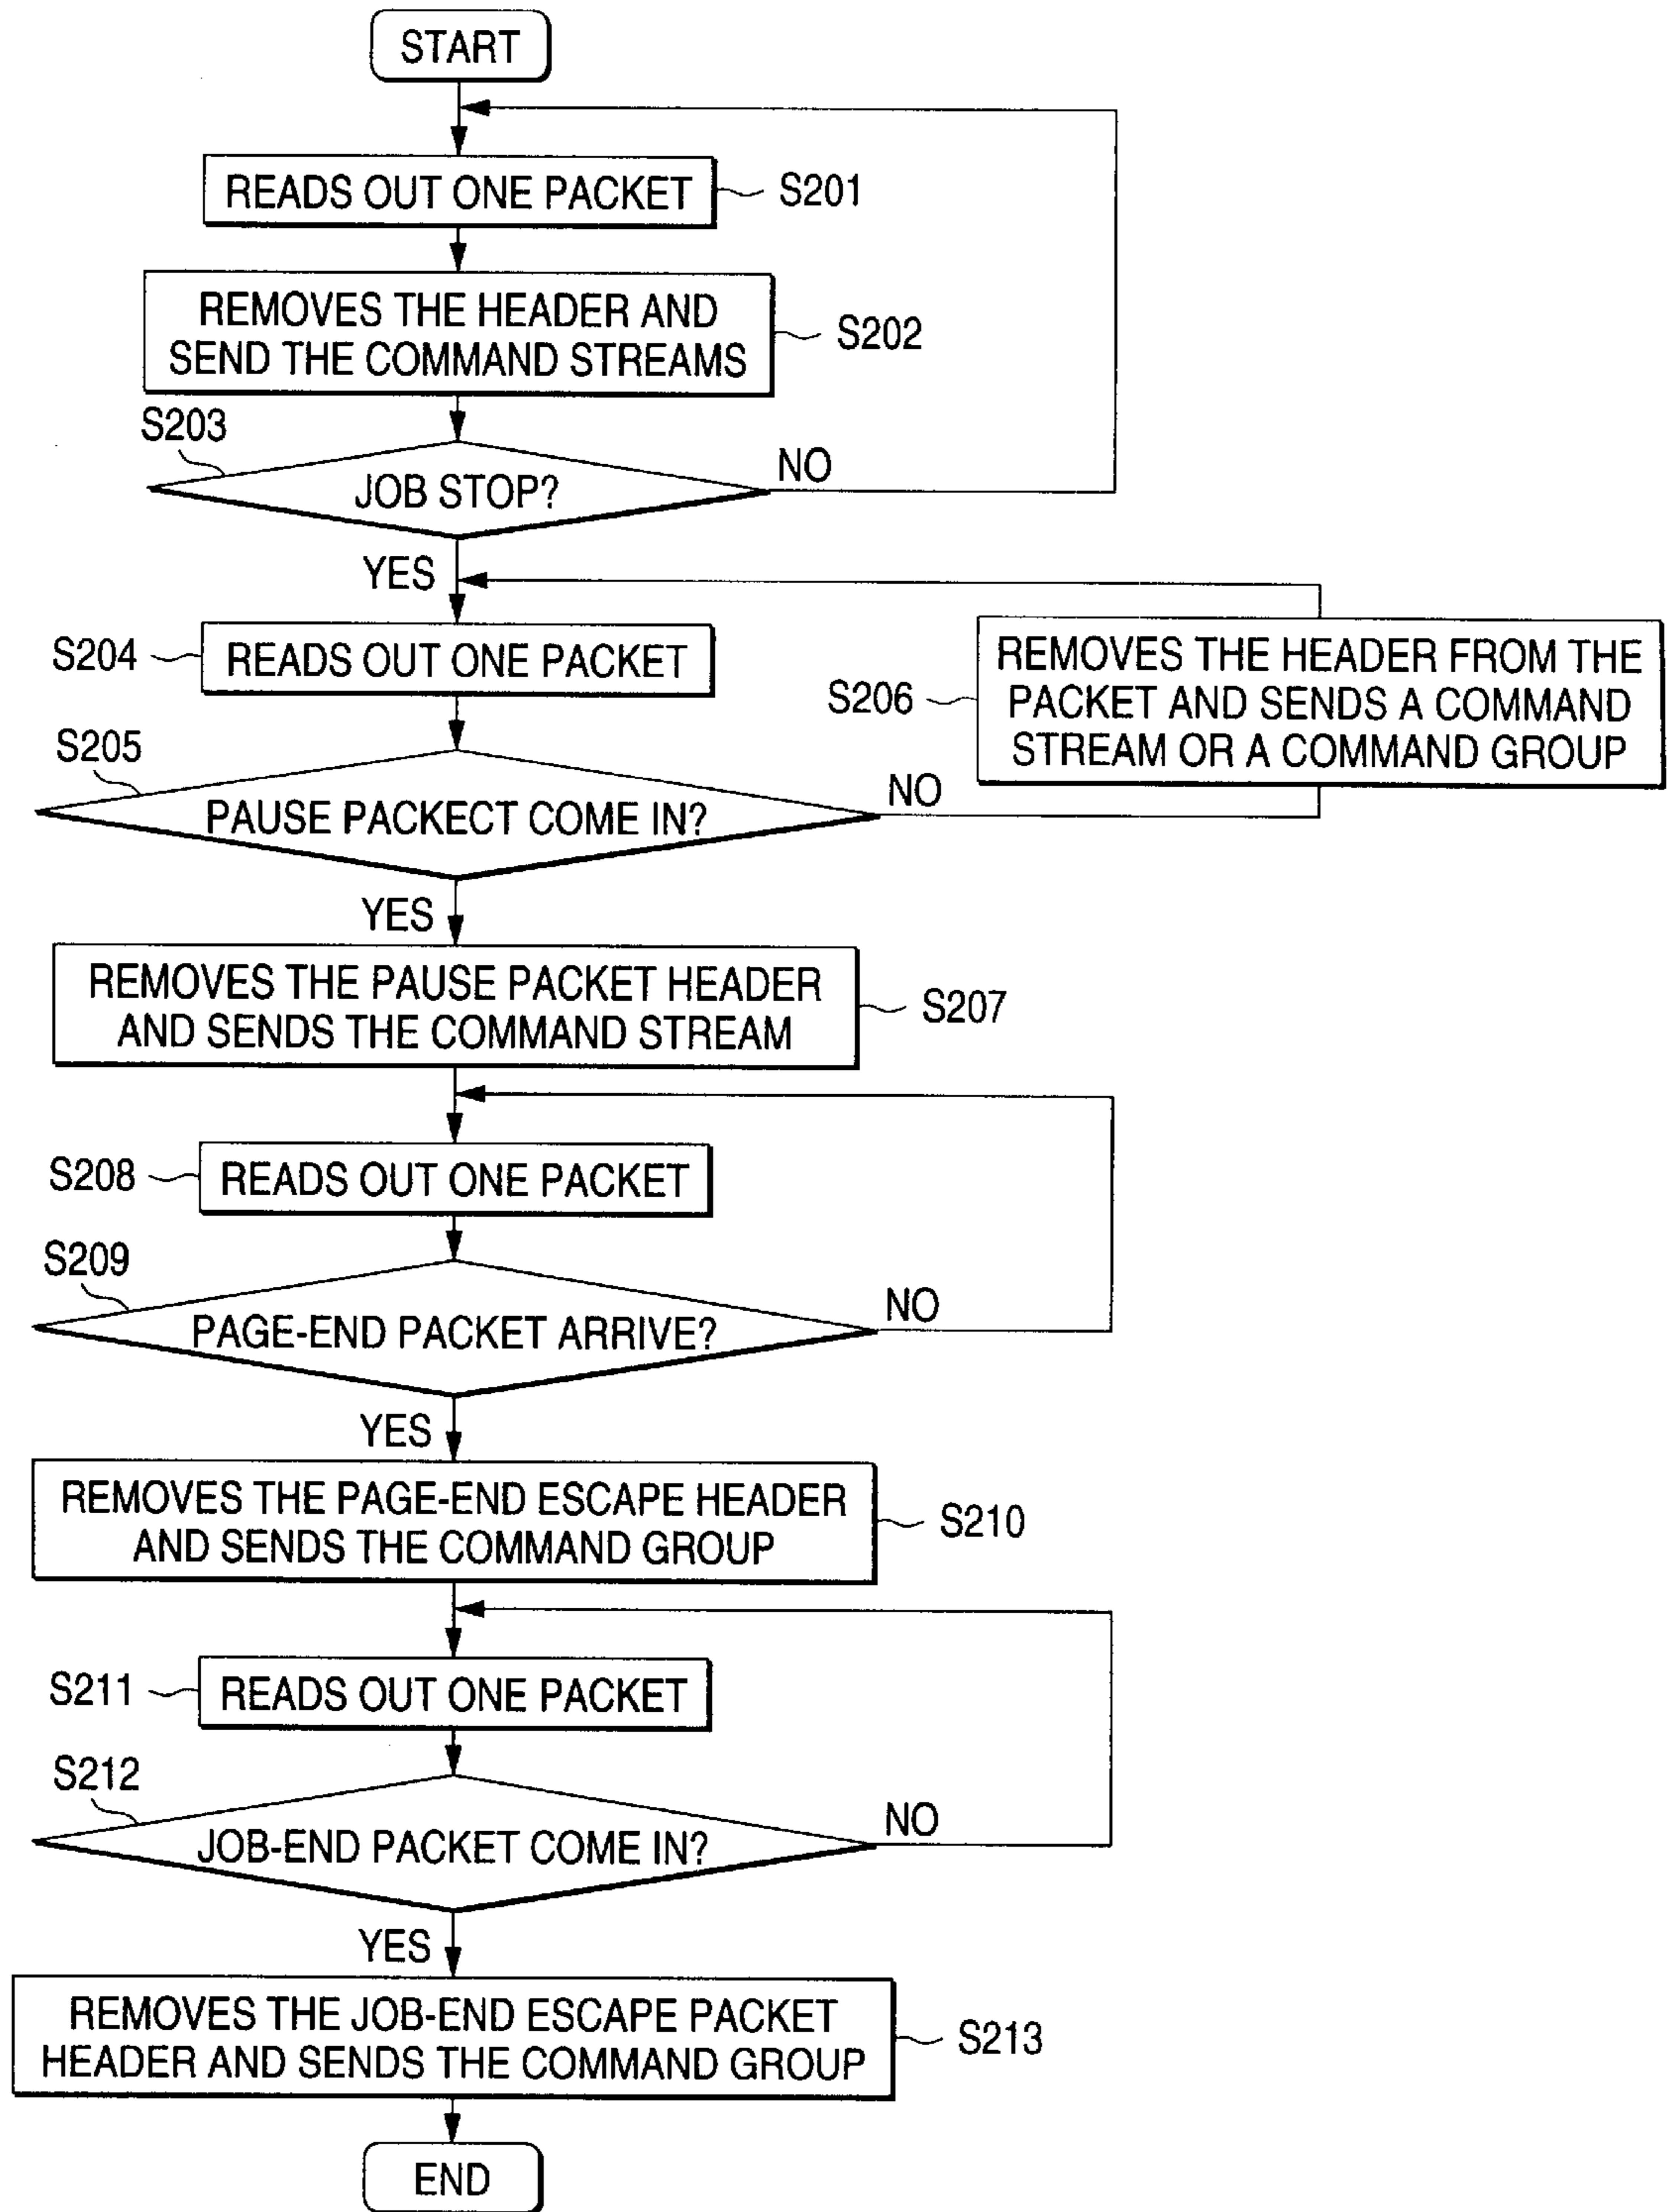 START
READS OUT ONE PACKET
S201
REMOVES THE HEADER AND
SEND THE COMMAND STREAMS
S202
S203
JOB STOP?
NO
YES
S204
READS OUT ONE PACKET
S206
REMOVES THE HEADER FROM THE
PACKET AND SENDS A COMMAND
STREAM OR A COMMAND GROUP
S205
PAUSE PACKECT COME IN?
NO
YES
REMOVES THE PAUSE PACKET HEADER
AND SENDS THE COMMAND STREAM
S207
S208
READS OUT ONE PACKET
S209
PAGE-END PACKET ARRIVE?
NO
YES
REMOVES THE PAGE-END ESCAPE HEADER
AND SENDS THE COMMAND GROUP
S210
S211
READS OUT ONE PACKET
S212
JOB-END PACKET COME IN?
NO
YES
REMOVES THE JOB-END ESCAPE PACKET
HEADER AND SENDS THE COMMAND GROUP
S213
END